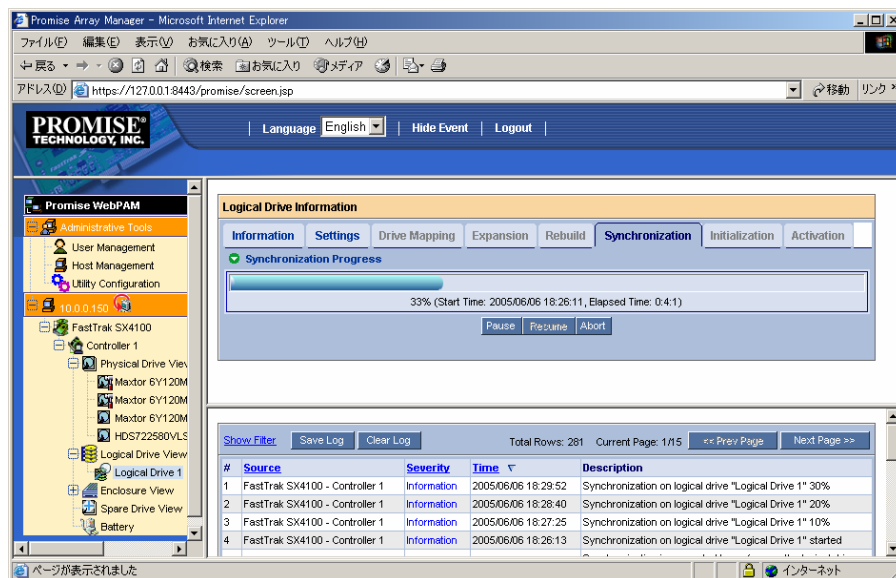 Promise Array Manager - Microsoft Internet Explorer
ファイル(F) 編集(E) 表示(V) お気に入り(A) ツール(T) ヘルプ(H)
戻る 検索 お気に入り メディア
アドレス(D) https://127.0.0.1:8443/promise/screen.jsp 移動 リンク »
PROMISE®
TECHNOLOGY, INC.
| Language English | Hide Event | Logout |
Promise WebPAM
Administrative Tools
User Management
Host Management
Utility Configuration
10.0.0.150
FastTrak SX4100
Controller 1
Physical Drive View
Maxtor 6Y120M
Maxtor 6Y120M
Maxtor 6Y120M
HDS722580VLS
Logical Drive View
Logical Drive 1
Enclosure View
Spare Drive View
Battery
Logical Drive Information
Information Settings Drive Mapping Expansion Rebuild Synchronization Initialization Activation
Synchronization Progress
33% (Start Time: 2005/06/06 18:26:11, Elapsed Time: 0:4:1)
Pause Resume Abort
Show Filter Save Log Clear Log Total Rows: 281 Current Page: 1/15 << Prev Page Next Page >>
# Source Severity Time Description
1 FastTrak SX4100 - Controller 1 Information 2005/06/06 18:29:52 Synchronization on logical drive "Logical Drive 1" 30%
2 FastTrak SX4100 - Controller 1 Information 2005/06/06 18:28:40 Synchronization on logical drive "Logical Drive 1" 20%
3 FastTrak SX4100 - Controller 1 Information 2005/06/06 18:27:25 Synchronization on logical drive "Logical Drive 1" 10%
4 FastTrak SX4100 - Controller 1 Information 2005/06/06 18:26:13 Synchronization on logical drive "Logical Drive 1" started
ページが表示されました インターネット